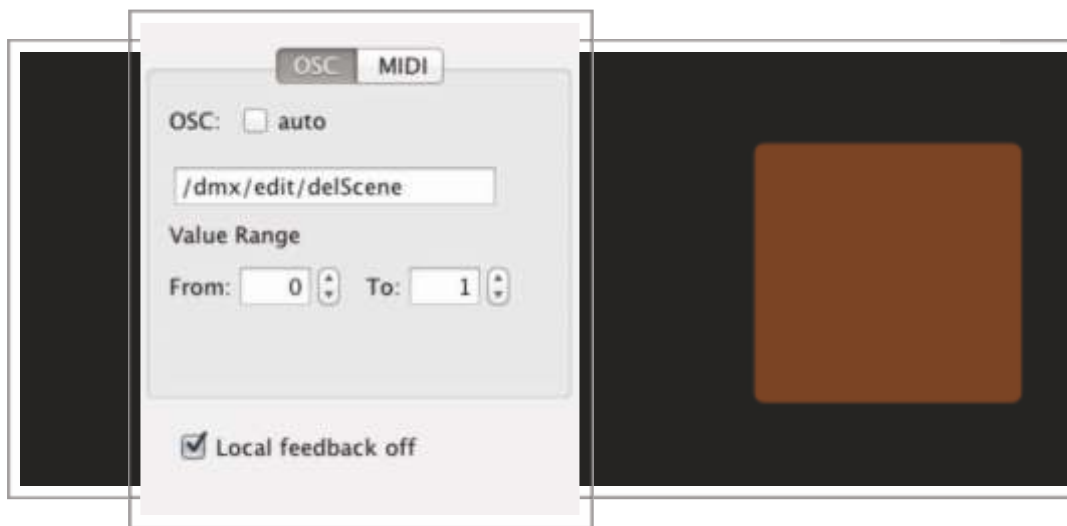 OSC MIDI
OSC: auto
/dmx/edit/delScene
Value Range
From: 0 To: 1
Local feedback off